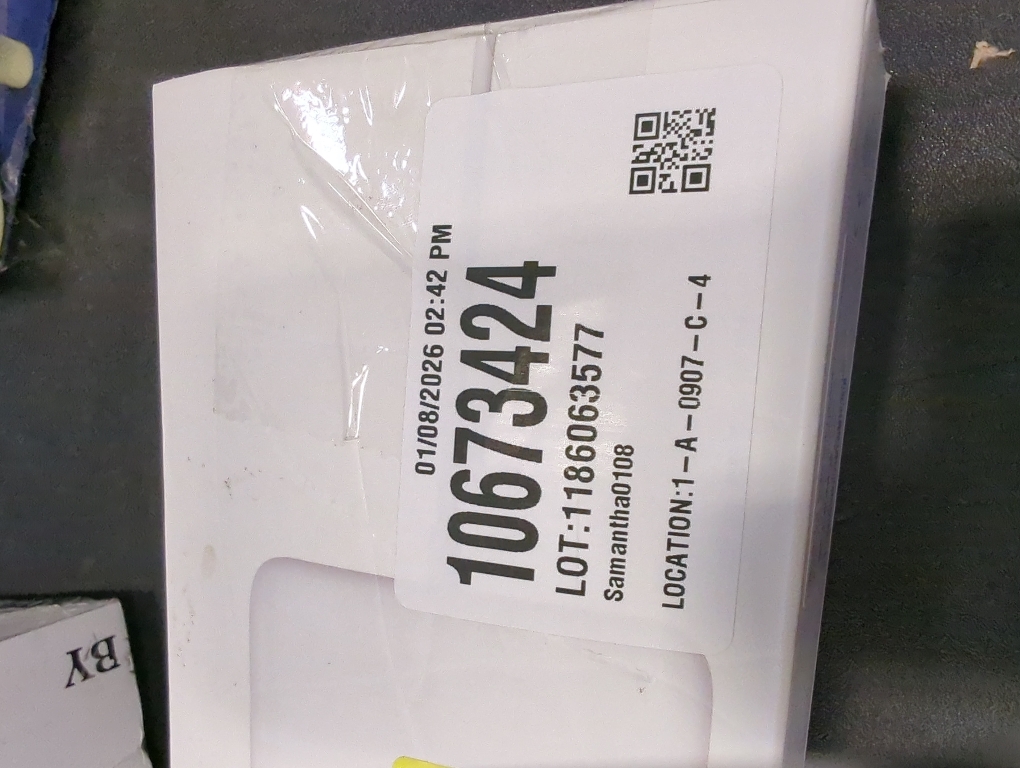 01/08/2026 02:42 PM
10673424
LOT:1186063577
Samantha0108
LOCATION:1-A-0907-C-4
BY